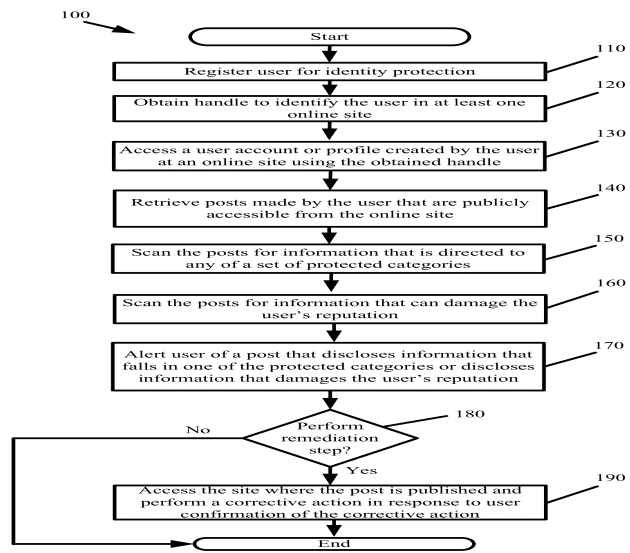 100
Start
110
Register user for identity protection
120
Obtain handle to identify the user in at least one
online site
130
Access a user account or profile created by the user
at an online site using the obtained handle
140
Retrieve posts made by the user that are publicly
accessible from the online site
150
Scan the posts for information that is directed to
any of a set of protected categories
160
Scan the posts for information that can damage the
user's reputation
170
Alert user of a post that discloses information that
falls in one of the protected categories or discloses
information that damages the user's reputation
180
Perform
remediation
step?
No
Yes
190
Access the site where the post is published and
perform a corrective action in response to user
confirmation of the corrective action
End